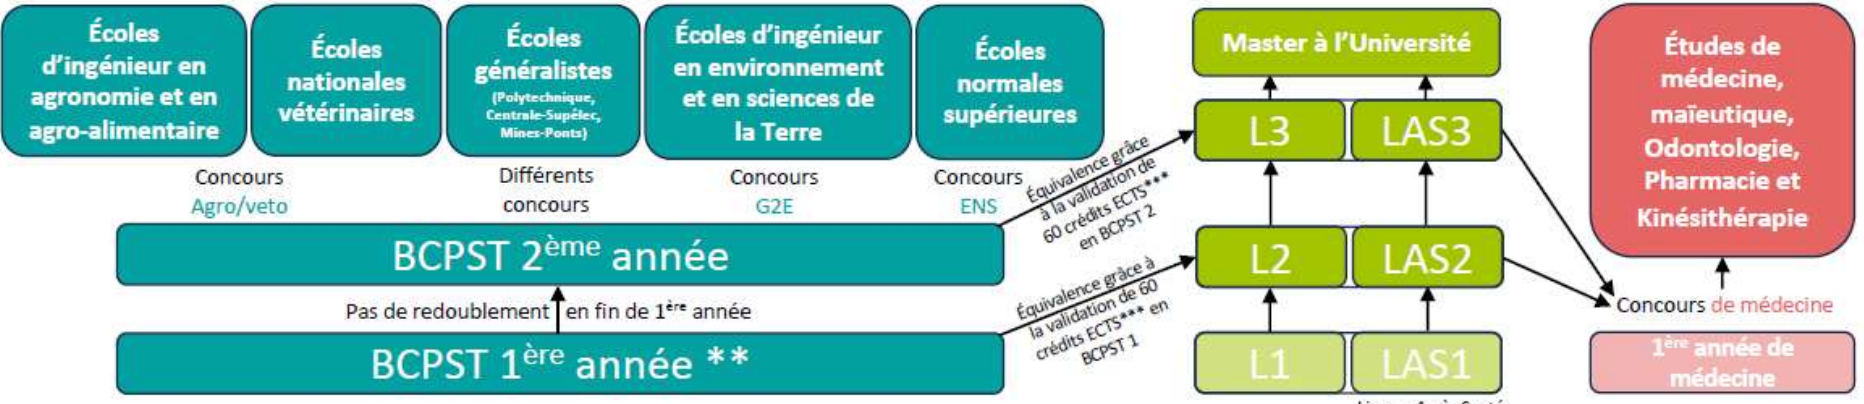 Écoles
d'ingénieur en
agronomie et en
agro-alimentaire
Écoles
nationales
vétérinaires
Écoles
généralistes
(Polytechnique,
Centrale-Supélec,
Mines-Ponts)
Écoles d'ingénieur
en environnement
et en sciences de
la Terre
Écoles
normales
supérieures
Concours
Agro/veto
Différents
concours
Concours
G2E
Concours
ENS
BCPST 2ème année
Pas de redoublement en fin de 1ère année
BCPST 1ère année **
Équivalence grâce
à la validation de
60 crédits ECTS***
en BCPST 2
Équivalence grâce à
la validation de 60
crédits ECTS*** en
BCPST 1
Master à l'Université
L3
LAS3
L2
LAS2
L1
LAS1
Études de
médecine,
maïeutique,
Odontologie,
Pharmacie et
Kinésithérapie
Concours de médecine
1ère année de
médecine